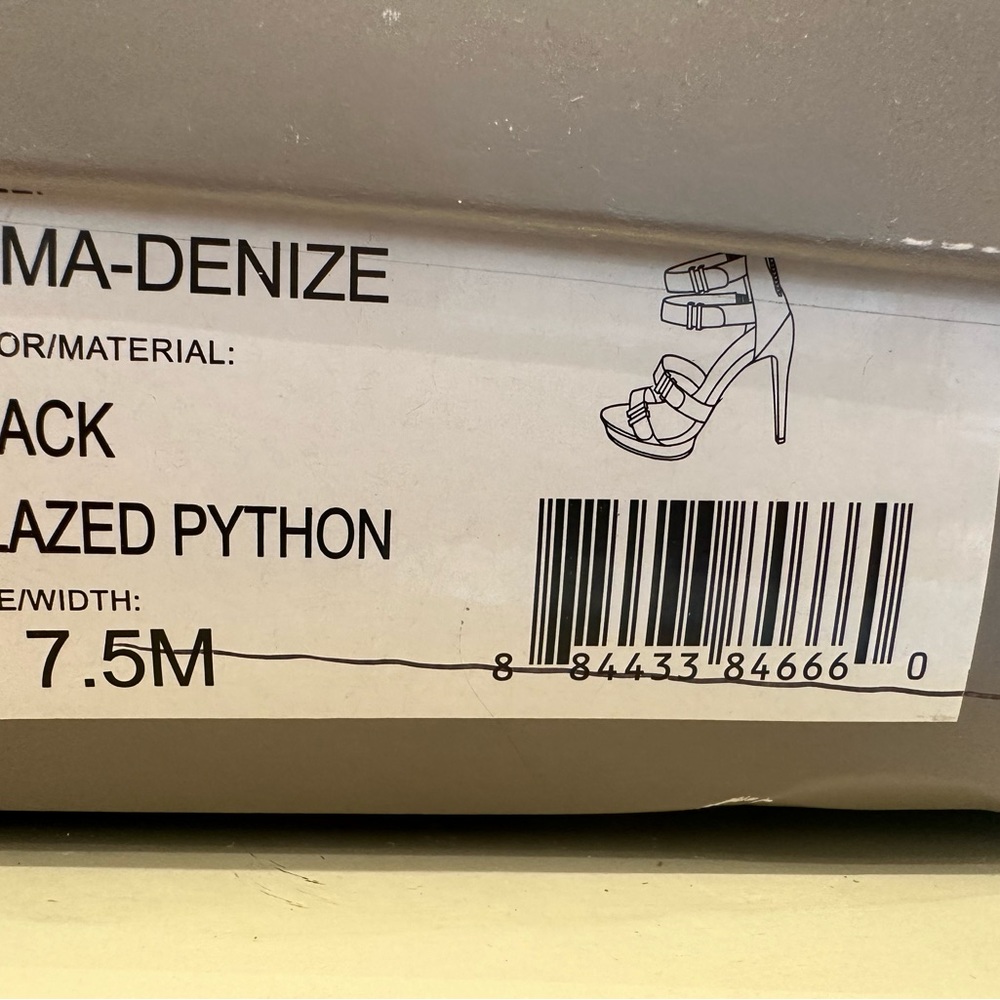 MA-DENIZE
OR/MATERIAL:
ACK
LAZED PYTHON
E/WIDTH:
7.5M
8 84433 84666 0